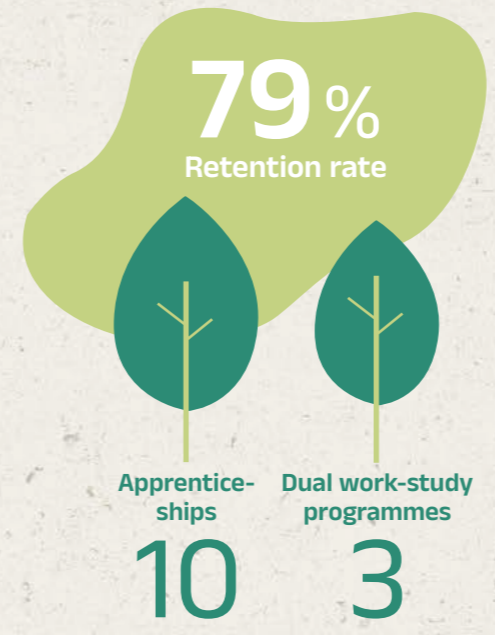 79 %
Retention rate
Apprentice-
ships
10
Dual work-study
programmes
3